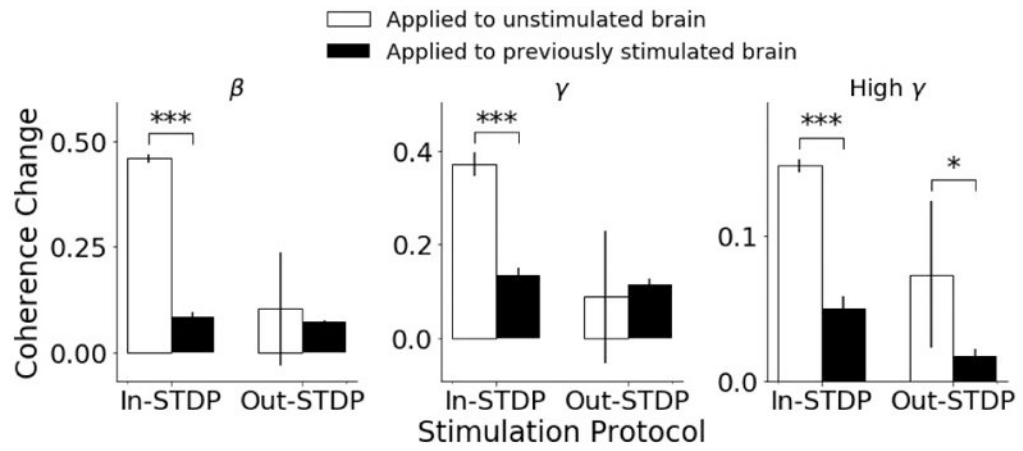 Applied to unstimulated brain
Applied to previously stimulated brain
β
γ
High γ
Coherence Change
***
0.50
0.25
0.00
In-STDP Out-STDP
***
0.4
0.2
0.0
In-STDP Out-STDP
***
*
0.1
0.0
In-STDP Out-STDP
Stimulation Protocol